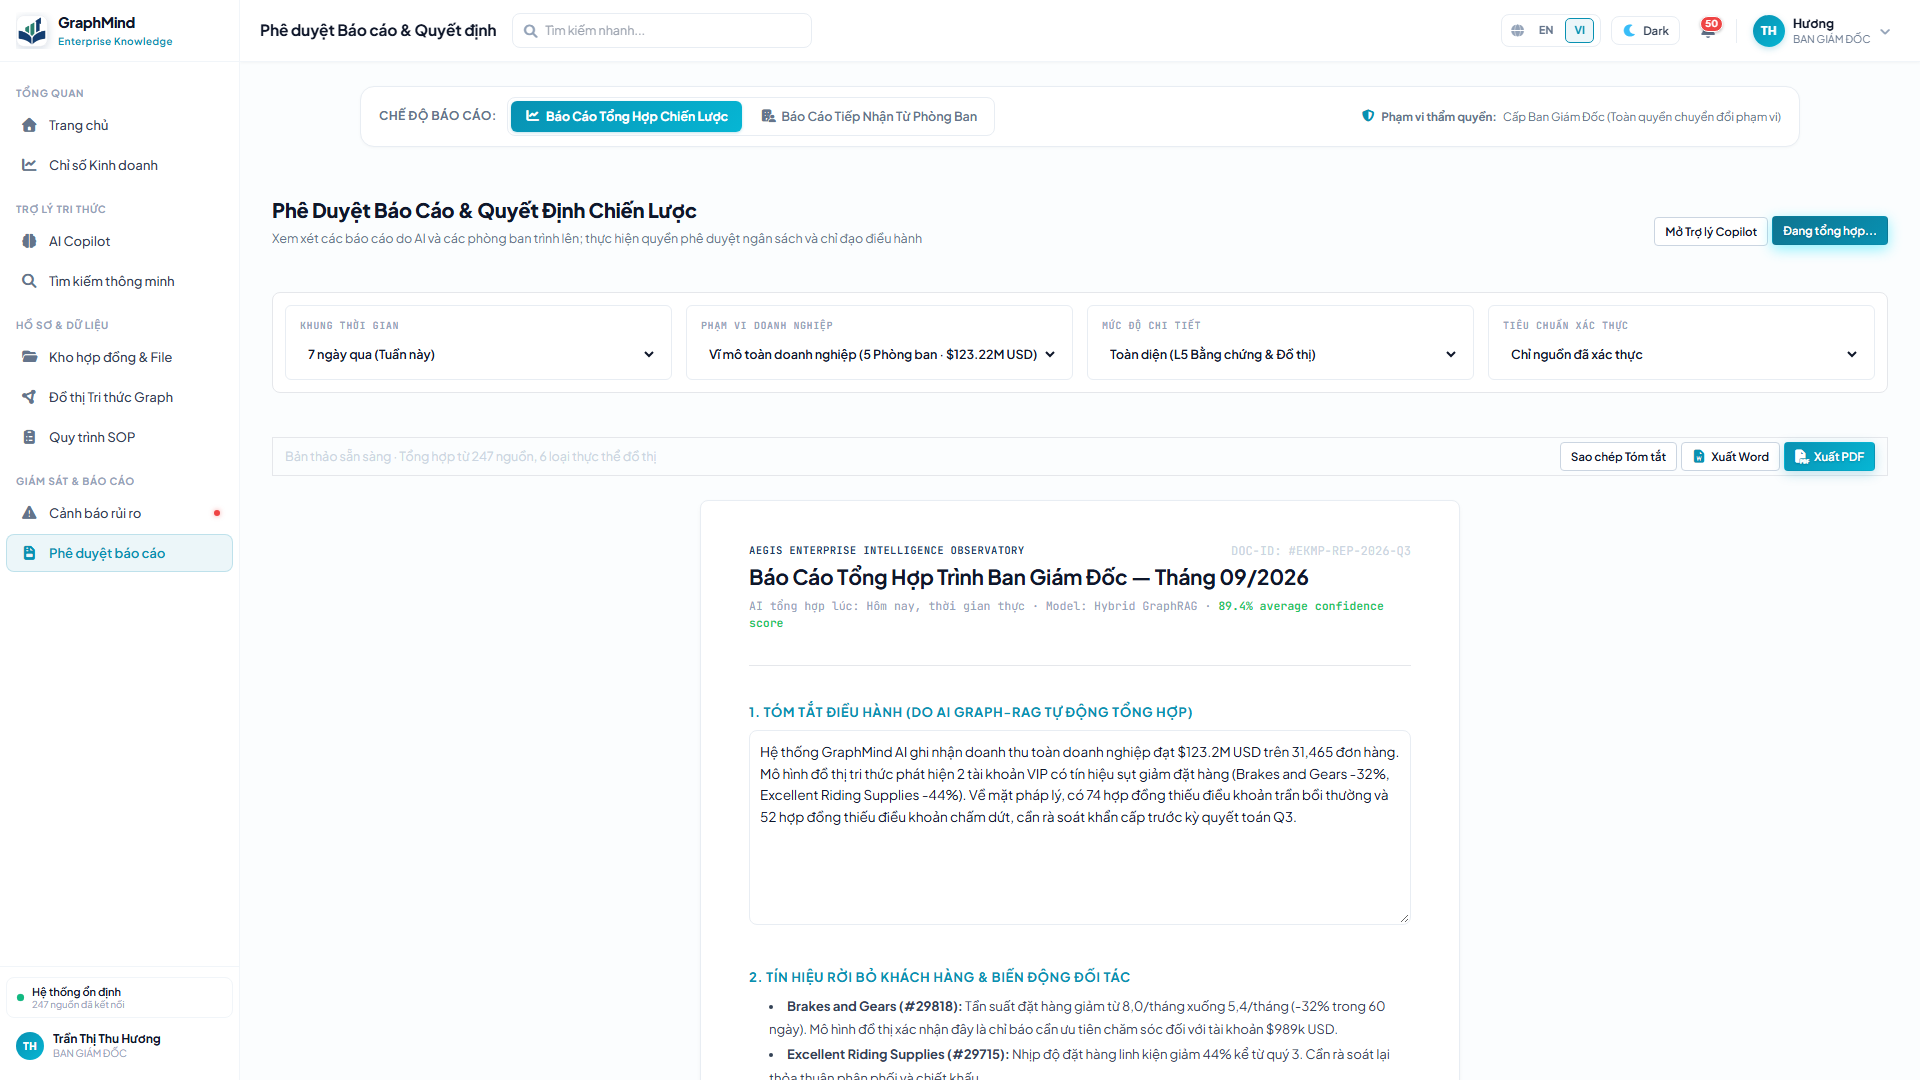 GraphMind
Enterprise Knowledge
TỔNG QUAN
Trang chủ
Chỉ số Kinh doanh
TRỢ LÝ TRI THỨC
AI Copilot
Tìm kiếm thông minh
HỒ SƠ & DỮ LIỆU
Kho hợp đồng & File
Đồ thị Tri thức Graph
Quy trình SOP
GIÁM SÁT & BÁO CÁO
Cảnh báo rủi ro
Phê duyệt báo cáo
Hệ thống ổn định
247 nguồn đã kết nối
TH
Trần Thị Thu Hương
BAN GIÁM ĐỐC
Phê duyệt Báo cáo & Quyết định
Tìm kiếm nhanh...
EN
VI
Dark
50
TH
Hương
BAN GIÁM ĐỐC
CHẾ ĐỘ BÁO CÁO:
Báo Cáo Tổng Hợp Chiến Lược
Báo Cáo Tiếp Nhận Từ Phòng Ban
Phạm vi thẩm quyền: Cấp Ban Giám Đốc (Toàn quyền chuyển đổi phạm vi)
Phê Duyệt Báo Cáo & Quyết Định Chiến Lược
Xem xét các báo cáo do AI và các phòng ban trình lên; thực hiện quyền phê duyệt ngân sách và chỉ đạo điều hành
Mở Trợ lý Copilot
Đang tổng hợp...
KHUNG THỜI GIAN
7 ngày qua (Tuần này)
PHẠM VI DOANH NGHIỆP
Vĩ mô toàn doanh nghiệp (5 Phòng ban · $123.22M USD)
MỨC ĐỘ CHI TIẾT
Toàn diện (L5 Bằng chứng & Đồ thị)
TIÊU CHUẨN XÁC THỰC
Chỉ nguồn đã xác thực
Bản thảo sẵn sàng · Tổng hợp từ 247 nguồn, 6 loại thực thể đồ thị
Sao chép Tóm tắt
Xuất Word
Xuất PDF
AEGIS ENTERPRISE INTELLIGENCE OBSERVATORY
DOC-ID: #EKMP-REP-2026-Q3
Báo Cáo Tổng Hợp Trình Ban Giám Đốc — Tháng 09/2026
AI tổng hợp lúc: Hôm nay, thời gian thực · Model: Hybrid GraphRAG · 89.4% average confidence
score
1. TÓM TẮT ĐIỀU HÀNH (DO AI GRAPH-RAG TỰ ĐỘNG TỔNG HỢP)
Hệ thống GraphMind AI ghi nhận doanh thu toàn doanh nghiệp đạt $123.2M USD trên 31,465 đơn hàng.
Mô hình đồ thị tri thức phát hiện 2 tài khoản VIP có tín hiệu sụt giảm đặt hàng (Brakes and Gears -32%,
Excellent Riding Supplies -44%). Về mặt pháp lý, có 74 hợp đồng thiếu điều khoản trần bồi thường và
52 hợp đồng thiếu điều khoản chấm dứt, cần rà soát khẩn cấp trước kỳ quyết toán Q3.
2. TÍN HIỆU RỜI BỎ KHÁCH HÀNG & BIẾN ĐỘNG ĐỐI TÁC
• Brakes and Gears (#29818): Tần suất đặt hàng giảm từ 8,0/tháng xuống 5,4/tháng (-32% trong 60
ngày). Mô hình đồ thị xác nhận đây là chỉ báo cần ưu tiên chăm sóc đối với tài khoản $989k USD.
• Excellent Riding Supplies (#29715): Nhịp độ đặt hàng linh kiện giảm 44% kể từ quý 3. Cần rà soát lại
thỏa thuận phân phối và chiết khấu.